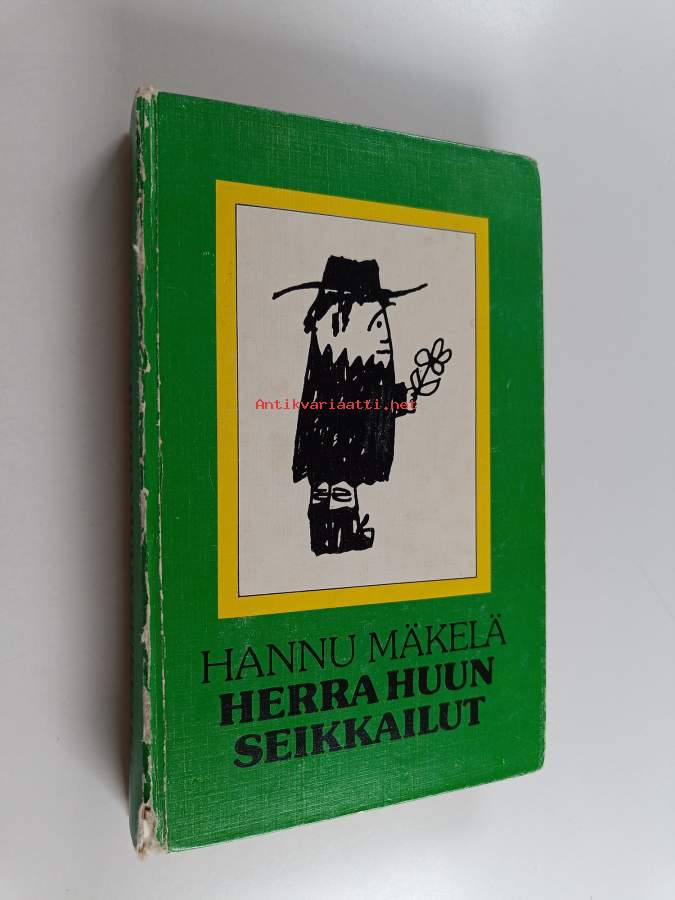 Antikvariaatti.net
HANNU MÄKELÄ
HERRA HUUN
SEIKKAILUT